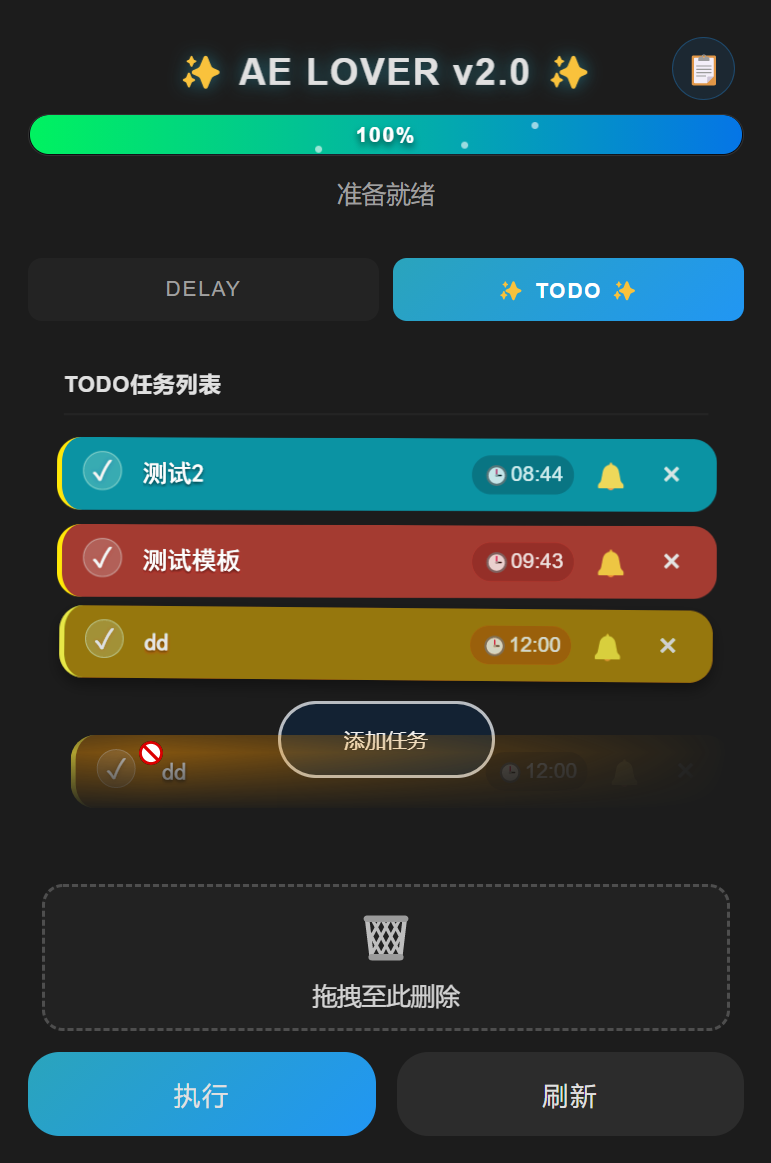 ✨ AE LOVER v2.0 ✨
100%
准备就绪
DELAY
✨ TODO ✨
TODO任务列表
测试2 08:44 ×
测试模板 09:43 ×
dd 12:00 ×
添加任务
dd 12:00 ×
拖拽至此删除
执行
刷新